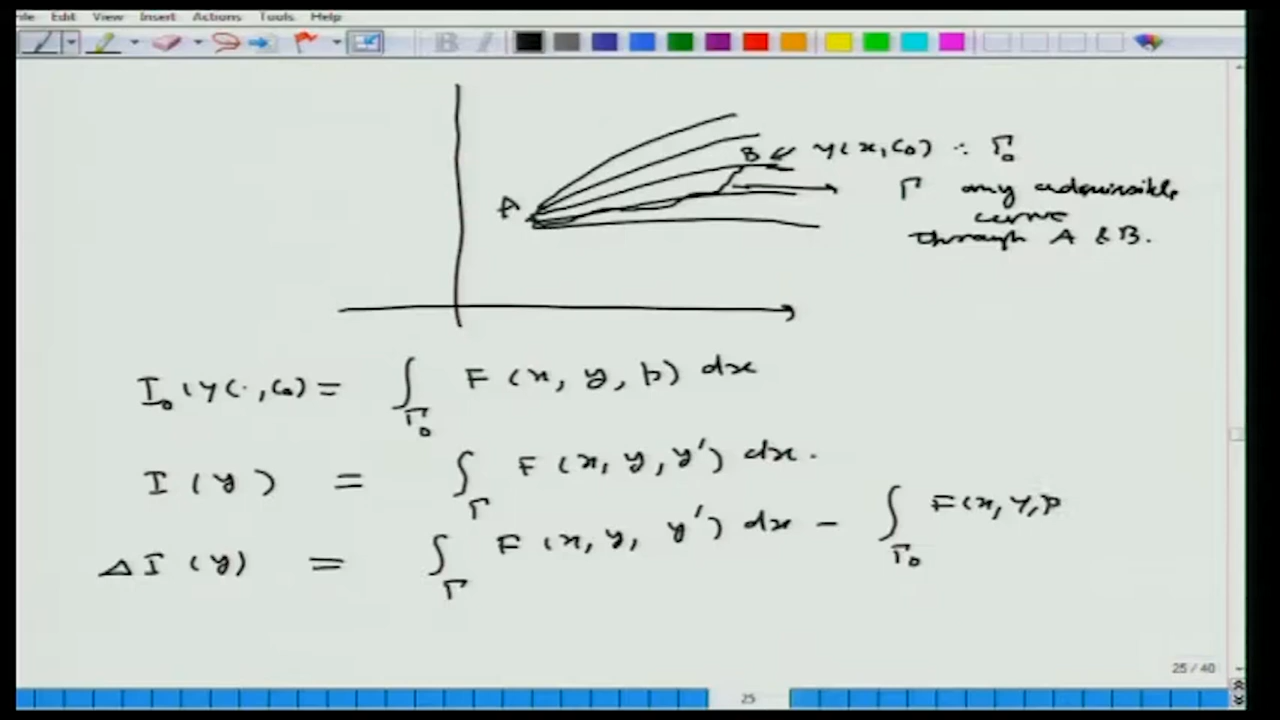 File Edit View Insert Actions Tools Help
B y(x, c₀) : Γ₀
A Γ any admissible
curve
through A & B.
I₀(y(·, c₀) = ∫_Γ₀ F(x, y, p) dx
I(y) = ∫_Γ F(x, y, y') dx.
ΔI(y) = ∫_Γ F(x, y, y') dx - ∫_Γ₀ F(x, y, p
25 / 40
25